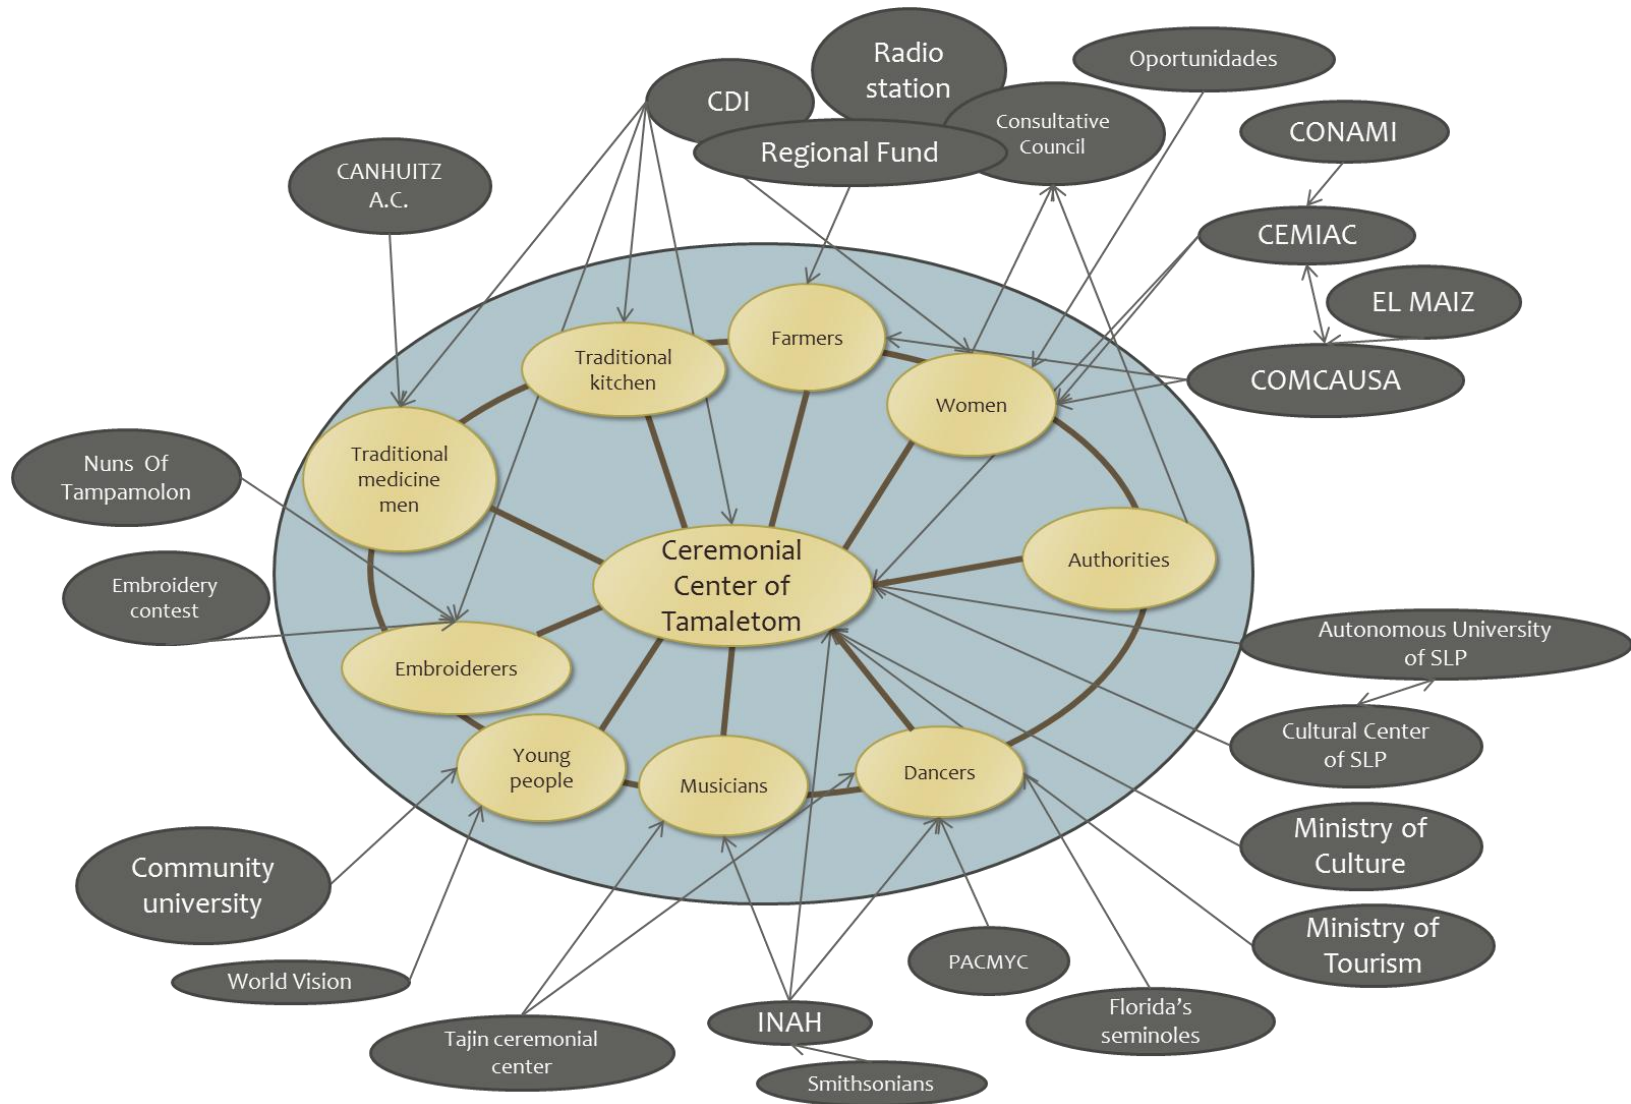 Radio
station
Oportunidades
CDI
Consultative
Council
CONAMI
Regional Fund
CANHUITZ
A.C.
CEMIAC
EL MAIZ
COMCAUSA
Farmers
Traditional
kitchen
Women
Nuns Of
Tampamolon
Traditional
medicine
men
Ceremonial
Center of
Tamaletom
Authorities
Embroidery
contest
Autonomous University
of SLP
Embroiderers
Cultural Center
of SLP
Young
people
Musicians
Dancers
Ministry of
Culture
Community
university
Ministry of
Tourism
PACMYC
World Vision
Florida's
seminoles
INAH
Tajin ceremonial
center
Smithsonians